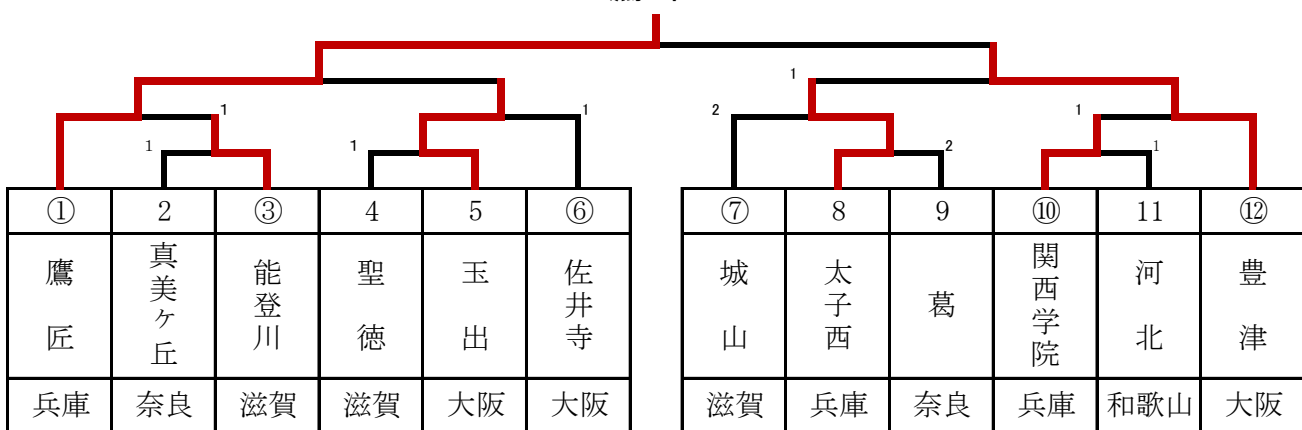 1
1 1 2 1 1
1 1 2 1
① 2 ③ 4 5 ⑥ ⑦ 8 9 ⑩ 11 ⑫
鷹匠 真美ヶ丘 能登川 聖徳 玉出 佐井寺 城山 太子西 葛 関西学院 河北 豊津
兵庫 奈良 滋賀 滋賀 大阪 大阪 滋賀 兵庫 奈良 兵庫 和歌山 大阪